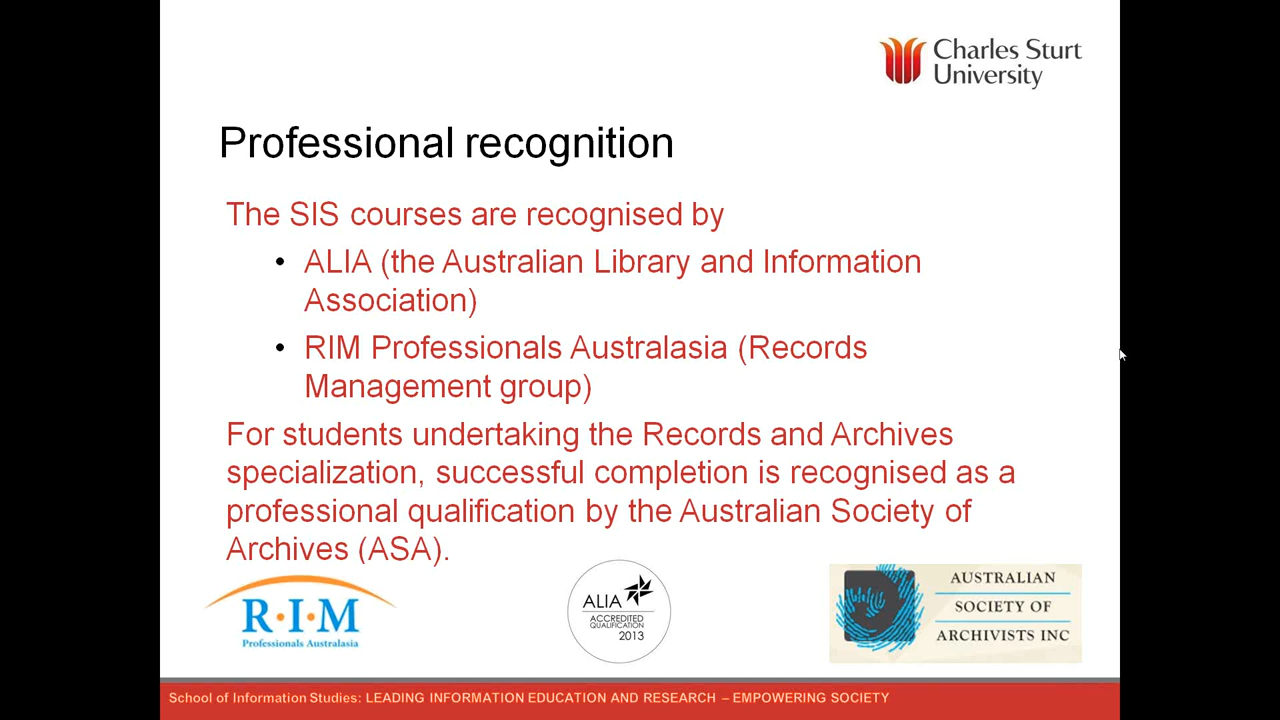 Charles Sturt
University
Professional recognition
The SIS courses are recognised by
• ALIA (the Australian Library and Information
Association)
• RIM Professionals Australasia (Records
Management group)
For students undertaking the Records and Archives
specialization, successful completion is recognised as a
professional qualification by the Australian Society of
Archives (ASA).
R·I·M
Professionals Australasia
ALIA
ACCREDITED
QUALIFICATION
2013
AUSTRALIAN
SOCIETY OF
ARCHIVISTS INC
School of Information Studies: LEADING INFORMATION EDUCATION AND RESEARCH – EMPOWERING SOCIETY